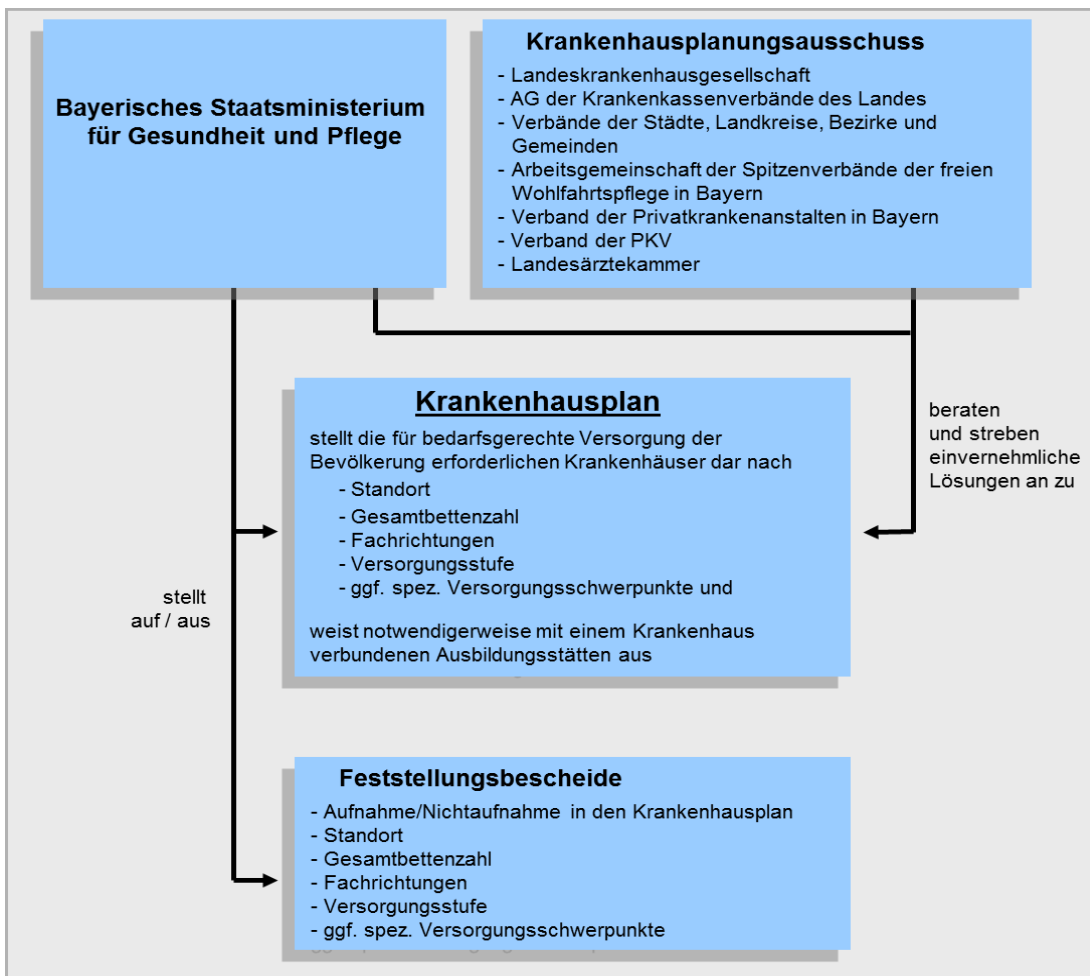 Bayerisches Staatsministerium
für Gesundheit und Pflege
Krankenhausplanungsausschuss
- Landeskrankenhausgesellschaft
- AG der Krankenkassenverbände des Landes
- Verbände der Städte, Landkreise, Bezirke und
Gemeinden
- Arbeitsgemeinschaft der Spitzenverbände der freien
Wohlfahrtspflege in Bayern
- Verband der Privatkrankenanstalten in Bayern
- Verband der PKV
- Landesärztekammer
Krankenhausplan
stellt die für bedarfsgerechte Versorgung der
Bevölkerung erforderlichen Krankenhäuser dar nach
- Standort
- Gesamtbettenzahl
- Fachrichtungen
- Versorgungsstufe
- ggf. spez. Versorgungsschwerpunkte und
weist notwendigerweise mit einem Krankenhaus
verbundenen Ausbildungsstätten aus
beraten
und streben
einvernehmliche
Lösungen an zu
stellt
auf / aus
Feststellungsbescheide
- Aufnahme/Nichtaufnahme in den Krankenhausplan
- Standort
- Gesamtbettenzahl
- Fachrichtungen
- Versorgungsstufe
- ggf. spez. Versorgungsschwerpunkte